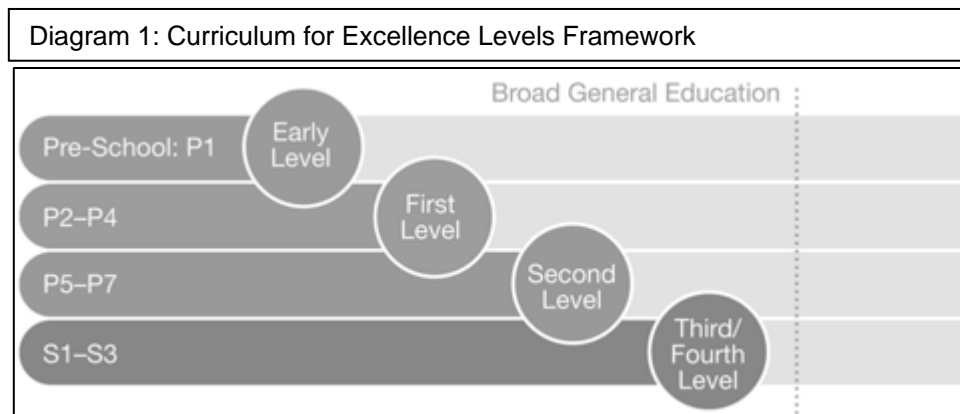 Diagram 1: Curriculum for Excellence Levels Framework
Broad General Education
Pre-School: P1
Early
Level
P2–P4
First
Level
P5–P7
Second
Level
S1–S3
Third/
Fourth
Level